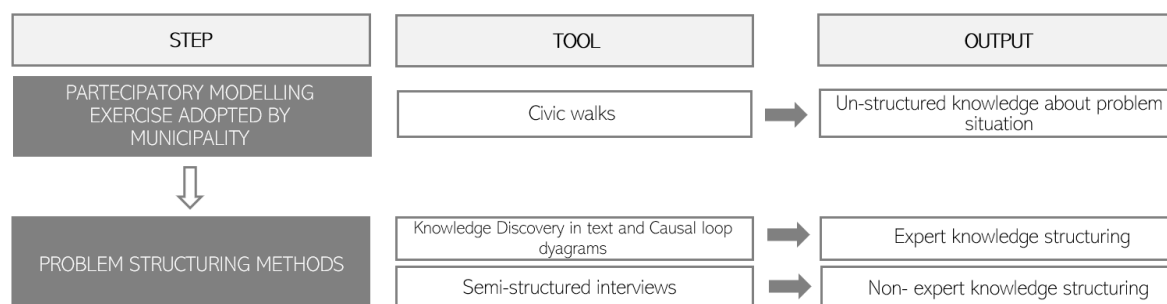 STEP
TOOL
OUTPUT
PARTECIPATORY MODELLING
EXERCISE ADOPTED BY
MUNICIPALITY
Civic walks
Un-structured knowledge about problem
situation
PROBLEM STRUCTURING METHODS
Knowledge Discovery in text and Causal loop
dyagrams
Expert knowledge structuring
Semi-structured interviews
Non- expert knowledge structuring